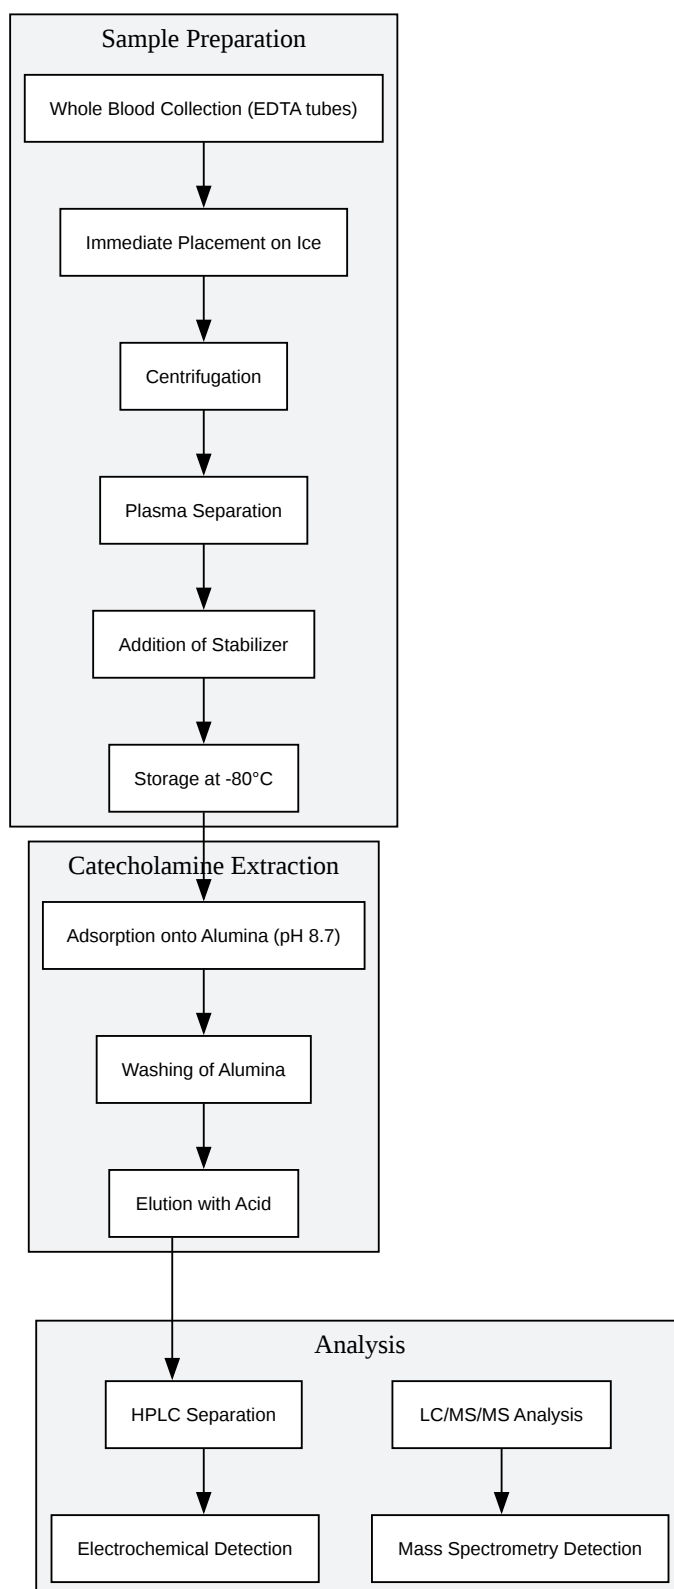 Sample Preparation
Whole Blood Collection (EDTA tubes)
Immediate Placement on Ice
Centrifugation
Plasma Separation
Addition of Stabilizer
Storage at -80°C
Catecholamine Extraction
Adsorption onto Alumina (pH 8.7)
Washing of Alumina
Elution with Acid
Analysis
HPLC Separation
LC/MS/MS Analysis
Electrochemical Detection
Mass Spectrometry Detection